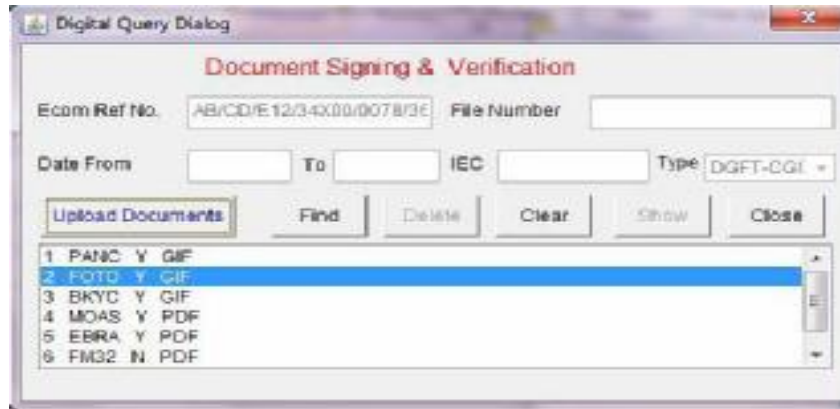 Digital Query Dialog
Document Signing & Verification
Ecom Ref No. AB/CD/E12/34X00/0078/36 File Number
Date From To IEC Type DGFT-CGI
Upload Documents Find Delete Clear Show Close
1 PANC Y GIF
2 FOTO Y GIF
3 BKYC Y GIF
4 MOAS Y PDF
5 EBRA Y PDF
6 FM32 N PDF